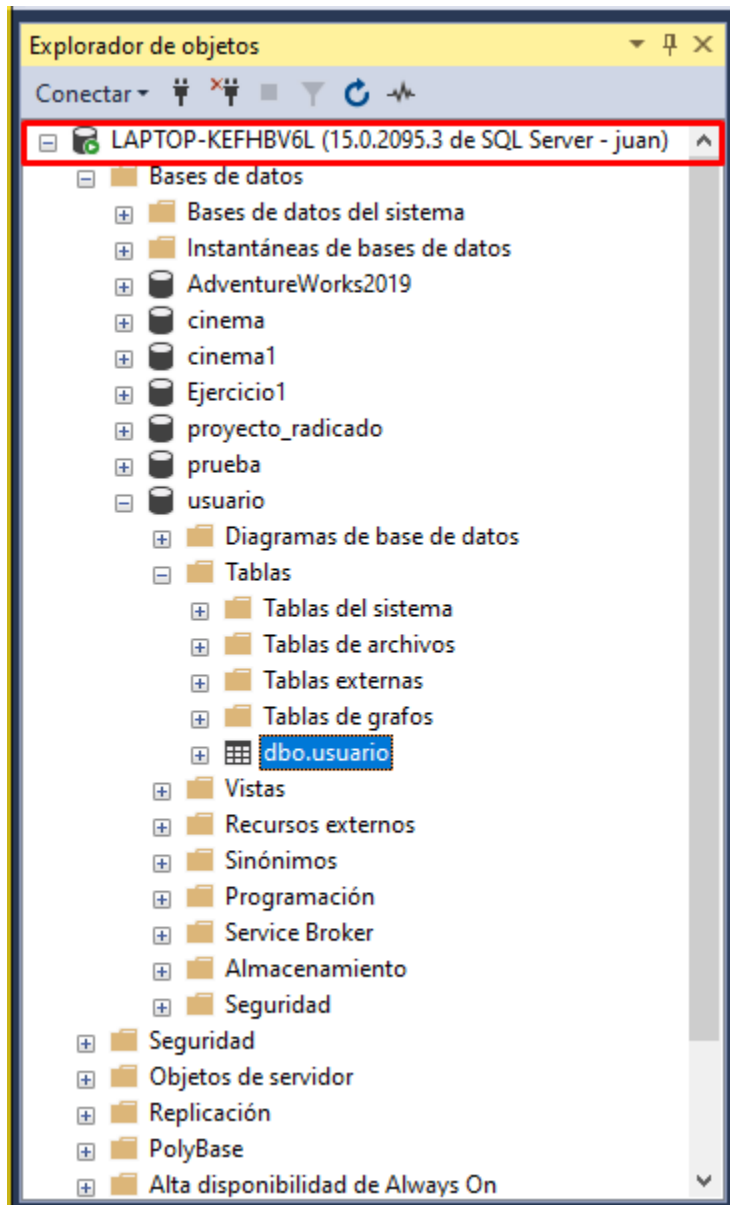 Explorador de objetos
Conectar
LAPTOP-KEFHBV6L (15.0.2095.3 de SQL Server - juan)
Bases de datos
Bases de datos del sistema
Instantáneas de bases de datos
AdventureWorks2019
cinema
cinema1
Ejercicio1
proyecto_radicado
prueba
usuario
Diagramas de base de datos
Tablas
Tablas del sistema
Tablas de archivos
Tablas externas
Tablas de grafos
dbo.usuario
Vistas
Recursos externos
Sinónimos
Programación
Service Broker
Almacenamiento
Seguridad
Seguridad
Objetos de servidor
Replicación
PolyBase
Alta disponibilidad de Always On